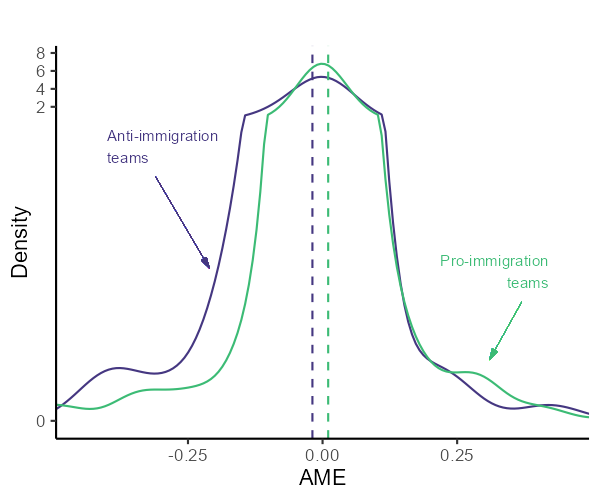 8
6
4
2
Anti-immigration
teams
Density
Pro-immigration
teams
0
-0.25
0.00
0.25
AME